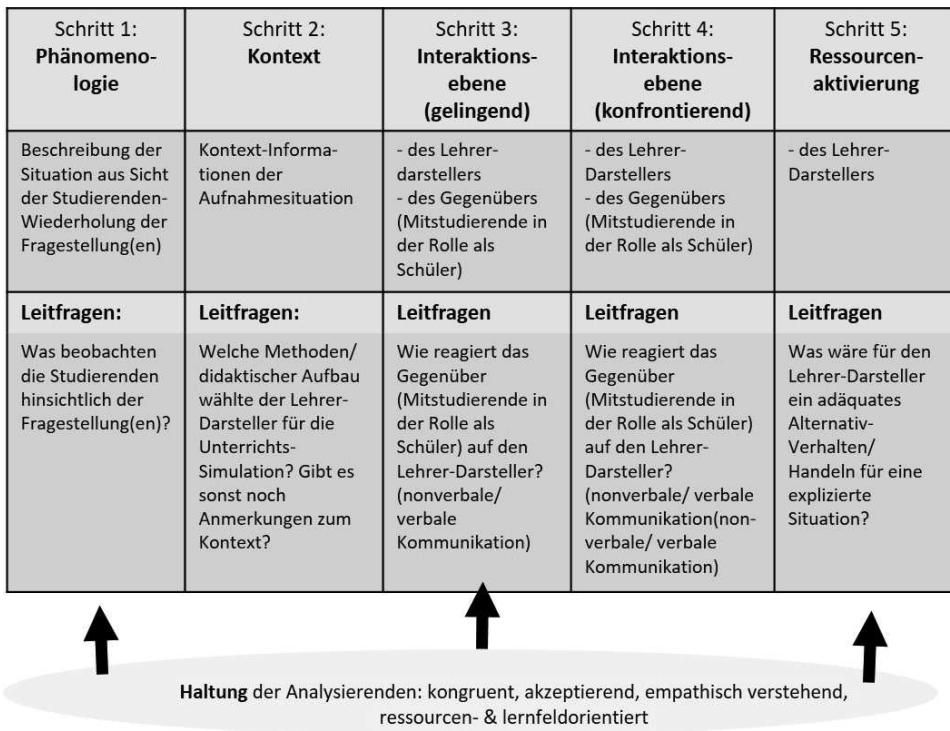 Schritt 1:
Phänomeno-
logie
Schritt 2:
Kontext
Schritt 3:
Interaktions-
ebene
(gelingend)
Schritt 4:
Interaktions-
ebene
(konfrontierend)
Schritt 5:
Ressourcen-
aktivierung
Beschreibung der
Situation aus Sicht
der Studierenden-
Wiederholung der
Fragestellung(en)
Kontext-Informa-
tionen der
Aufnahmesituation
- des Lehrer-
darstellers
- des Gegenübers
(Mitstudierende in
der Rolle als
Schüler)
- des Lehrer-
Darstellers
- des Gegenübers
(Mitstudierende in
der Rolle als Schüler)
- des Lehrer-
Darstellers
Leitfragen:
Was beobachten
die Studierenden
hinsichtlich der
Fragestellung(en)?
Leitfragen:
Welche Methoden/
didaktischer Aufbau
wählte der Lehrer-
Darsteller für die
Unterrichts-
Simulation? Gibt es
sonst noch
Anmerkungen zum
Kontext?
Leitfragen
Wie reagiert das
Gegenüber
(Mitstudierende in
der Rolle als
Schüler) auf den
Lehrer-Darsteller?
(nonverbale/
verbale
Kommunikation)
Leitfragen
Wie reagiert das
Gegenüber
(Mitstudierende in
der Rolle als Schüler)
auf den Lehrer-
Darsteller?
(nonverbale/ verbale
Kommunikation(non-
verbale/ verbale
Kommunikation)
Leitfragen
Was wäre für den
Lehrer-Darsteller
ein adäquates
Alternativ-
Verhalten/
Handeln für eine
explizierte
Situation?
Haltung der Analysierenden: kongruent, akzeptierend, empathisch verstehend,
ressourcen- & lernfeldorientiert